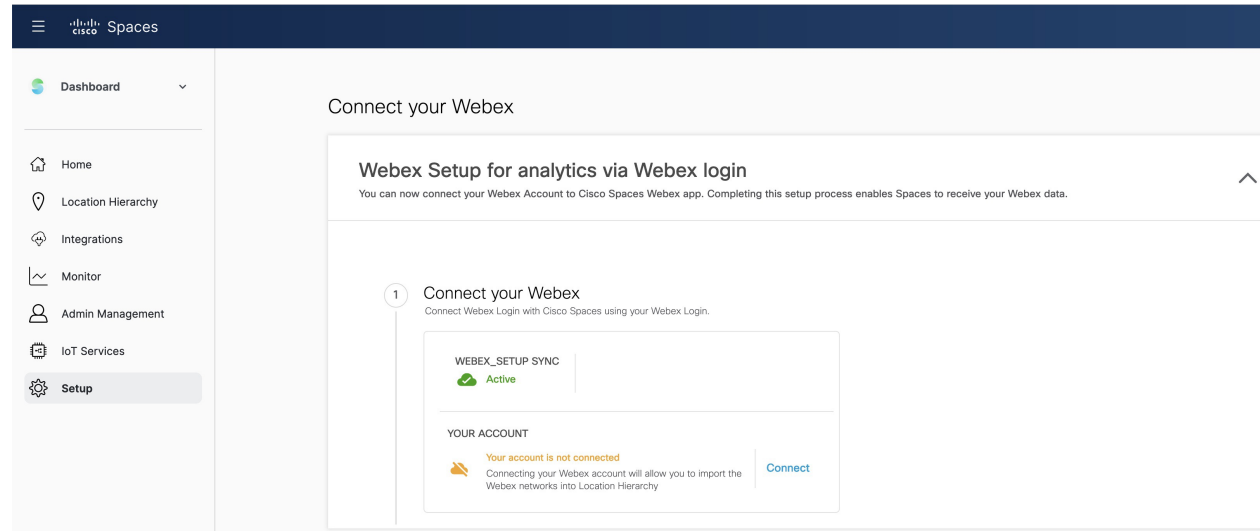 cisco Spaces
Dashboard
Home
Location Hierarchy
Integrations
Monitor
Admin Management
IoT Services
Setup
Connect your Webex
Webex Setup for analytics via Webex login
You can now connect your Webex Account to Cisco Spaces Webex app. Completing this setup process enables Spaces to receive your Webex data.
1 Connect your Webex
Connect Webex Login with Cisco Spaces using your Webex Login.
WEBEX_SETUP SYNC
Active
YOUR ACCOUNT
Your account is not connected
Connecting your Webex account will allow you to import the
Webex networks into Location Hierarchy
Connect